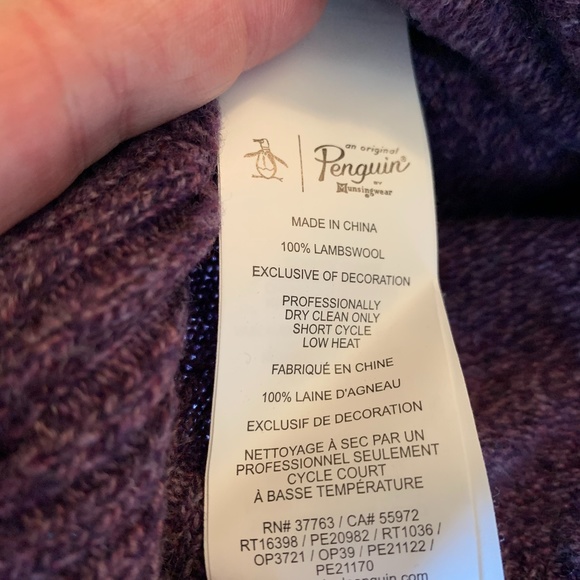 an original
Penguin®
BY
Munsingwear
®
MADE IN CHINA
100% LAMBSWOOL
EXCLUSIVE OF DECORATION
PROFESSIONALLY
DRY CLEAN ONLY
SHORT CYCLE
LOW HEAT
FABRIQUÉ EN CHINE
100% LAINE D'AGNEAU
EXCLUSIF DE DECORATION
NETTOYAGE À SEC PAR UN
PROFESSIONNEL SEULEMENT
CYCLE COURT
À BASSE TEMPÉRATURE
RN# 37763 / CA# 55972
RT16398 / PE20982 / RT1036 /
OP3721 / OP39 / PE21122 /
PE21170